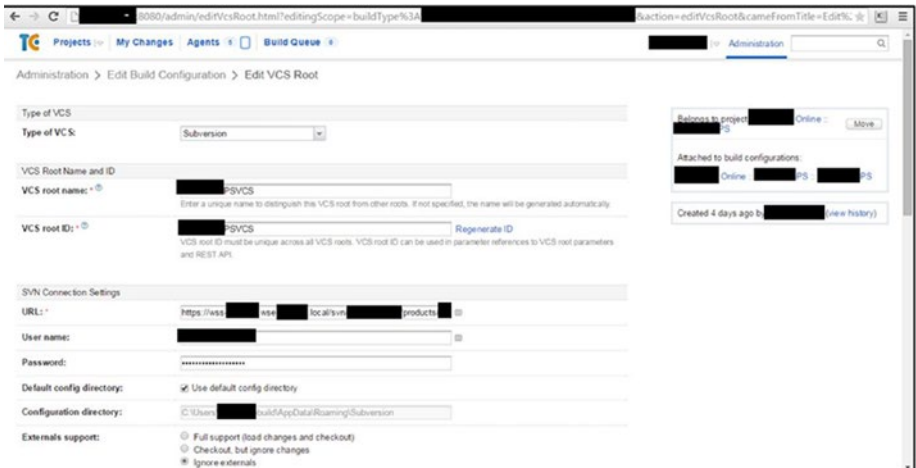 :8080/admin/editVcsRoot.html?editingScope=buildType%3A &action=editVcsRoot&cameFromTitle=Edit%
TC Projects My Changes Agents Build Queue Administration
Administration > Edit Build Configuration > Edit VCS Root
Type of VCS
Type of VCS: Subversion
VCS Root Name and ID
VCS root name: * PSVCS
Enter a unique name to distinguish this VCS root from other roots. If not specified, the name will be generated automatically.
VCS root ID: * PSVCS Regenerate ID
VCS root ID must be unique across all VCS roots. VCS root ID can be used in parameter references to VCS root parameters
and REST API.
SVN Connection Settings
URL: * https://wss- wse .local/svn- products-
User name:
Password: ••••••••••••••••••
Default config directory: Use default config directory
Configuration directory: C:\Users\ build\AppData\Roaming\Subversion
Externals support: Full support (load changes and checkout)
Checkout, but ignore changes
Ignore externals
Belongs to project Online ::
PS Move
Attached to build configurations:
Online : PS : PS
Created 4 days ago by (view history)